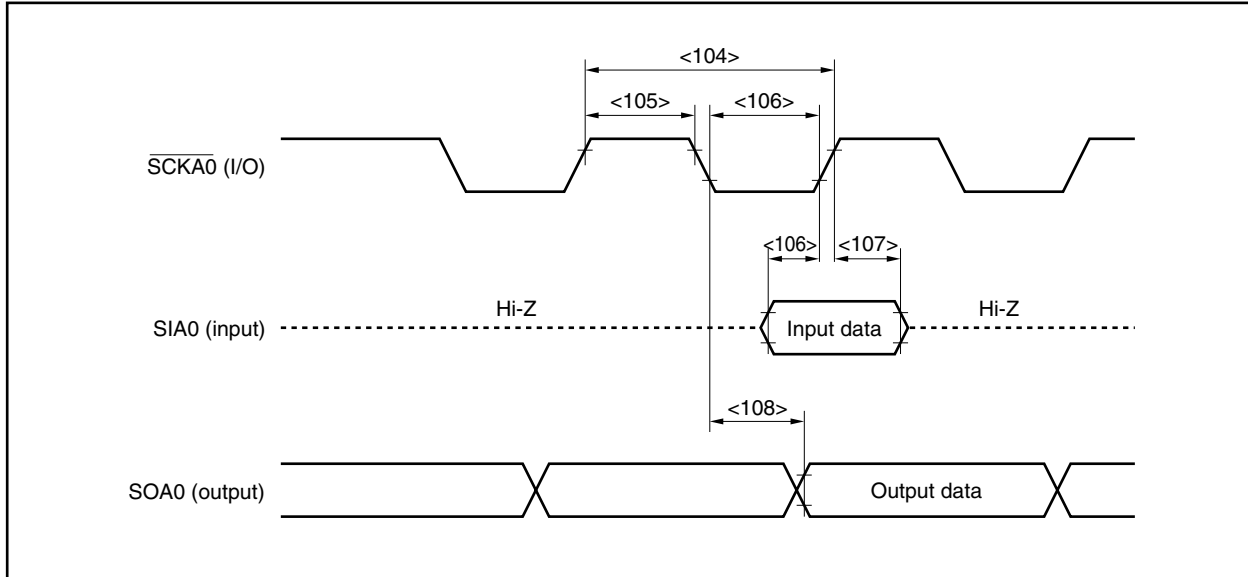 <104>
<105> <106>
SCKA0 (I/O)
<106> <107>
Hi-Z Hi-Z
SIA0 (input) Input data
<108>
SOA0 (output) Output data